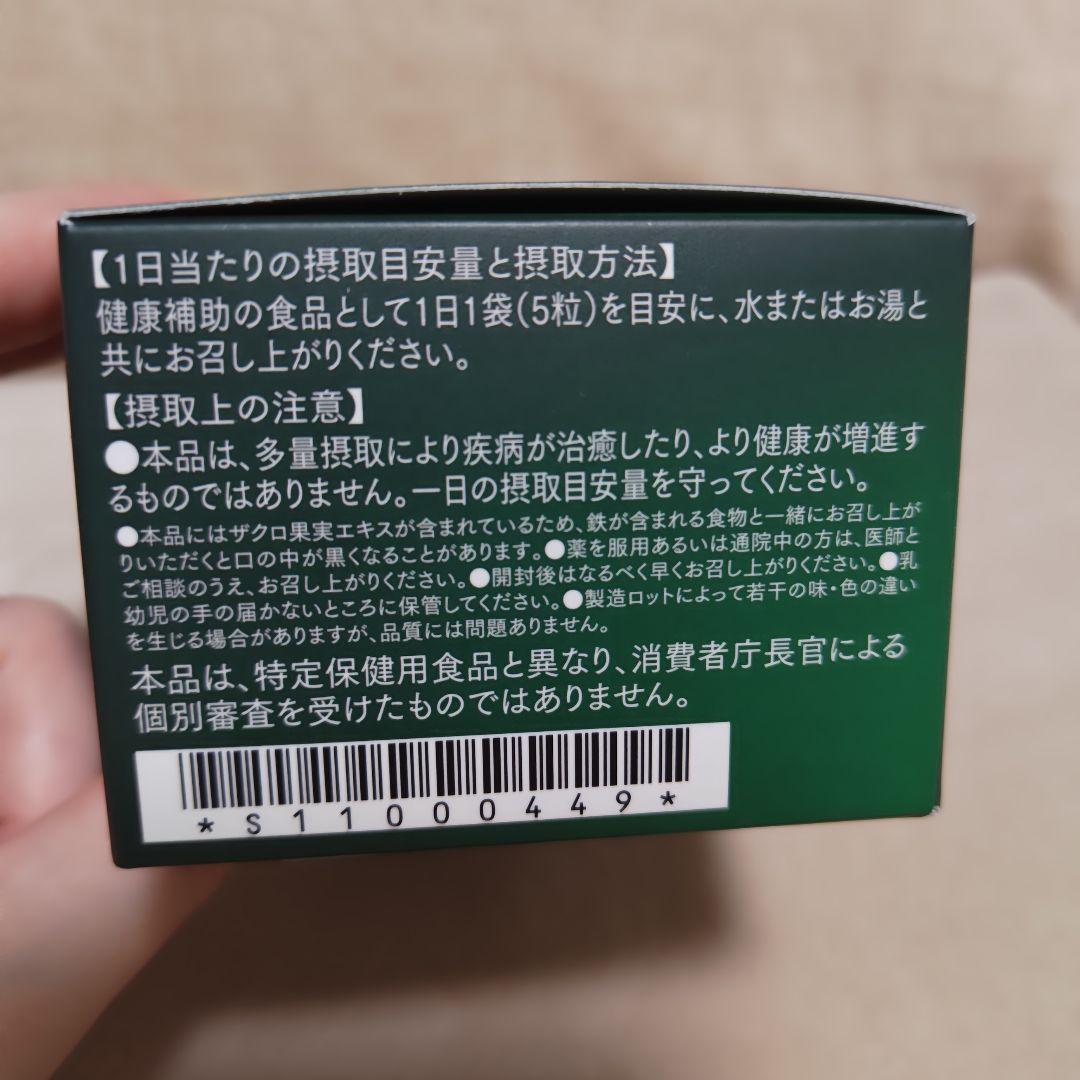 【1日当たりの摂取目安量と摂取方法】
健康補助の食品として1日1袋(5粒)を目安に、水またはお湯と
共にお召し上がりください。
【摂取上の注意】
●本品は、多量摂取により疾病が治癒したり、より健康が増進す
るものではありません。一日の摂取目安量を守ってください。
●本品にはザクロ果実エキスが含まれているため、鉄が含まれる食物と一緒にお召し上が
りいただくと口の中が黒くなることがあります。●薬を服用あるいは通院中の方は、医師と
ご相談のうえ、お召し上がりください。●開封後はなるべく早くお召し上がりください。●乳
幼児の手の届かないところに保管してください。●製造ロットによって若干の味・色の違い
を生じる場合がありますが、品質には問題ありません。
本品は、特定保健用食品と異なり、消費者庁長官による
個別審査を受けたものではありません。
*S11000449*